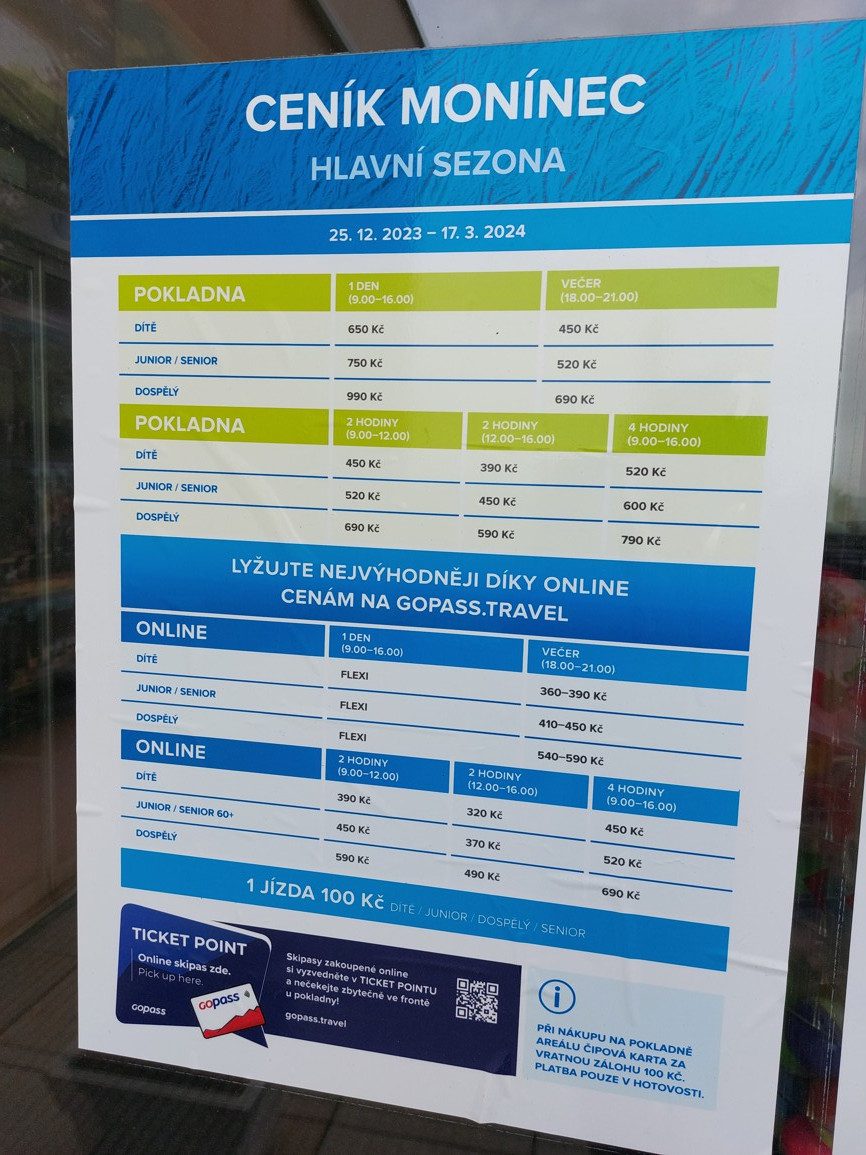 CENÍK MONÍNEC
HLAVNÍ SEZONA
25. 12. 2023 – 17. 3. 2024
POKLADNA 1 DEN (9.00–16.00) VEČER (18.00–21.00)
DÍTĚ 650 Kč 450 Kč
JUNIOR / SENIOR 750 Kč 520 Kč
DOSPĚLÝ 990 Kč 690 Kč
POKLADNA 2 HODINY (9.00–12.00) 2 HODINY (12.00–16.00) 4 HODINY (9.00–16.00)
DÍTĚ 450 Kč 390 Kč 520 Kč
JUNIOR / SENIOR 520 Kč 450 Kč 600 Kč
DOSPĚLÝ 690 Kč 590 Kč 790 Kč
LYŽUJTE NEJVÝHODNĚJI DÍKY ONLINE
CENÁM NA GOPASS.TRAVEL
ONLINE 1 DEN (9.00–16.00) VEČER (18.00–21.00)
DÍTĚ FLEXI 360–390 Kč
JUNIOR / SENIOR FLEXI 410–450 Kč
DOSPĚLÝ FLEXI 540–590 Kč
ONLINE 2 HODINY (9.00–12.00) 2 HODINY (12.00–16.00) 4 HODINY (9.00–16.00)
DÍTĚ 390 Kč 320 Kč 450 Kč
JUNIOR / SENIOR 60+ 450 Kč 370 Kč 520 Kč
DOSPĚLÝ 590 Kč 490 Kč 690 Kč
1 JÍZDA 100 Kč DÍTĚ / JUNIOR / DOSPĚLÝ / SENIOR
TICKET POINT
Online skipas zde.
Pick up here.
GOPASS
GOPASS
Skipasy zakoupené online
si vyzvedněte v TICKET POINTU
a nečekejte zbytečně ve frontě
u pokladny!
gopass.travel
i
PŘI NÁKUPU NA POKLADNĚ
AREÁLU ČIPOVÁ KARTA ZA
VRATNOU ZÁLOHU 100 KČ.
PLATBA POUZE V HOTOVOSTI.